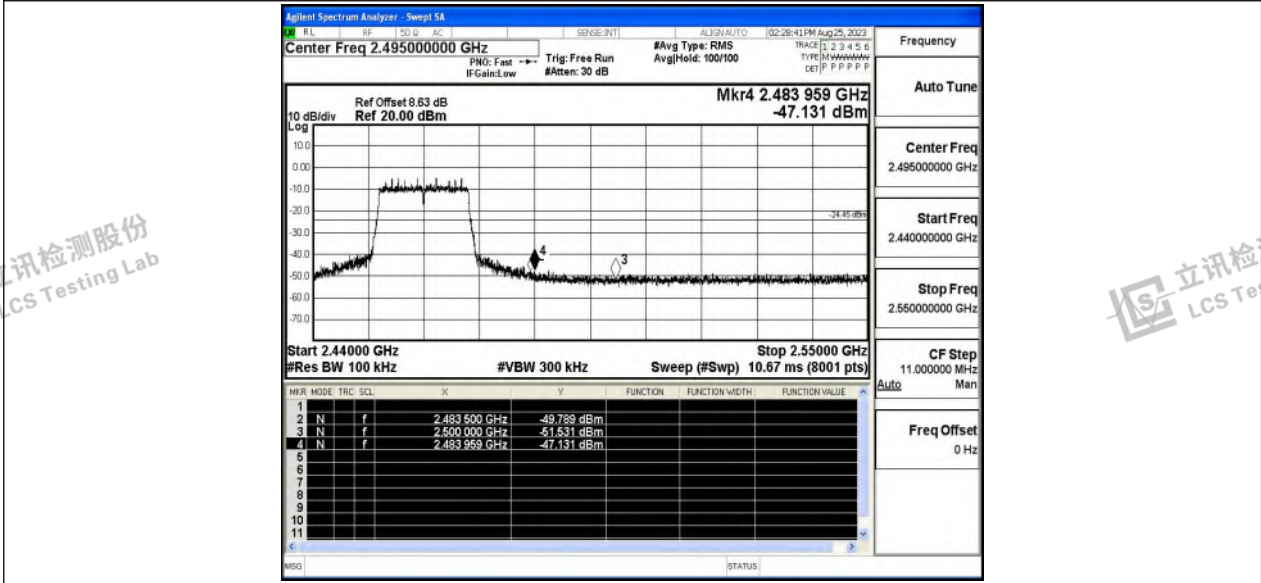 Agilent Spectrum Analyzer - Swept SA
RL RF 50 Ω AC SENSE:INT ALIGNAUTO 02:28:41PM Aug 25, 2023
Center Freq 2.495000000 GHz
PNO: Fast
IFGain:Low
Trig: Free Run
#Atten: 30 dB
#Avg Type: RMS
Avg|Hold: 100/100
TRACE 1 2 3 4 5 6
TYPE M
DET P P P P P P
Ref Offset 8.63 dB
10 dB/div Ref 20.00 dBm
Log
Mkr4 2.483 959 GHz
-47.131 dBm
10.0
0.00
-10.0
-20.0
-24.45 dBm
-30.0
-40.0
-50.0
-60.0
-70.0
4
3
Start 2.44000 GHz Stop 2.55000 GHz
#Res BW 100 kHz #VBW 300 kHz Sweep (#Swp) 10.67 ms (8001 pts)
MKR MODE TRC SCL X Y FUNCTION FUNCTION WIDTH FUNCTION VALUE
1
2 N f 2.483 500 GHz -49.789 dBm
3 N f 2.500 000 GHz -51.531 dBm
4 N f 2.483 959 GHz -47.131 dBm
5
6
7
8
9
10
11
MSG STATUS
Frequency
Auto Tune
Center Freq
2.495000000 GHz
Start Freq
2.440000000 GHz
Stop Freq
2.550000000 GHz
CF Step
11.000000 MHz
Auto Man
Freq Offset
0 Hz
立讯检测股份
LCS Testing Lab
立讯检
LCS Tes